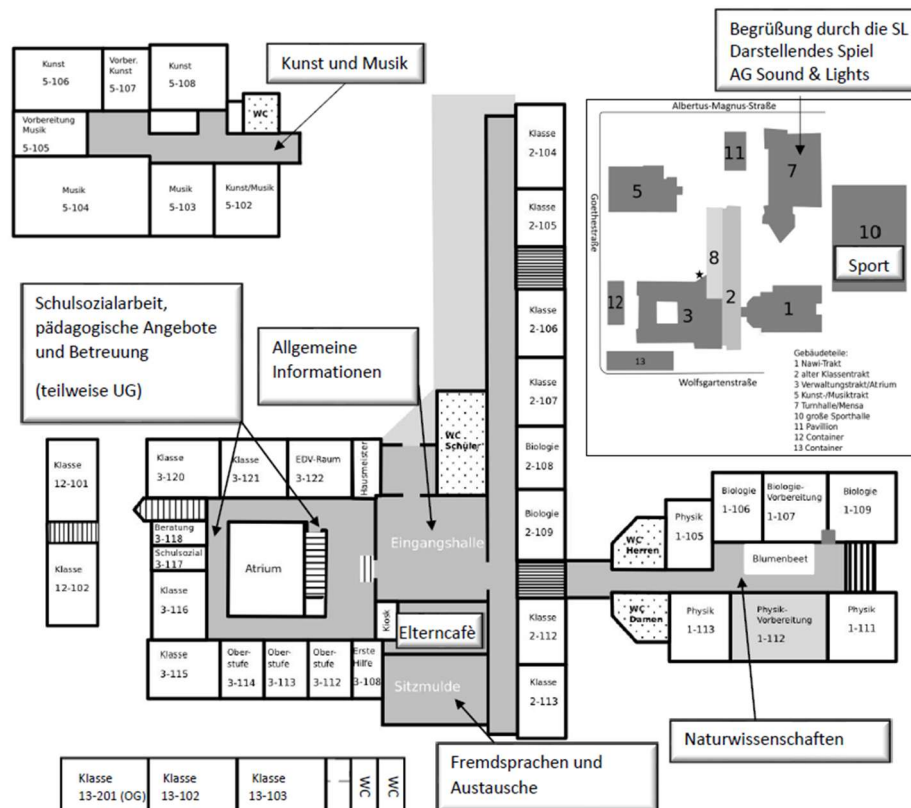 Begrüßung durch die SL
Darstellendes Spiel
AG Sound & Lights
Kunst und Musik
Kunst
5-106
Vorber.
Kunst
5-107
Kunst
5-108
WC
Vorbereitung
Musik
5-105
Musik
5-104
Musik
5-103
Kunst/Musik
5-102
Albertus-Magnus-Straße
Goethestraße
Wolfsgartenstraße
11
7
5
10
Sport
8
2
12
3
1
13
Gebäudeteile:
1 Nawi-Trakt
2 alter Klassentrakt
3 Verwaltungstrakt/Atrium
5 Kunst-/Musiktrakt
7 Turnhalle/Mensa
10 große Sporthalle
11 Pavillion
12 Container
13 Container
Klasse
2-104
Klasse
2-105
Klasse
2-106
Klasse
2-107
Biologie
2-108
Biologie
2-109
Klasse
2-112
Klasse
2-113
Schulsozialarbeit,
pädagogische Angebote
und Betreuung
(teilweise UG)
Allgemeine
Informationen
WC
Schüler
Klasse
12-101
Klasse
12-102
Klasse
3-120
Klasse
3-121
EDV-Raum
3-122
Hausmeister
Beratung
3-118
Schulsozial
3-117
Klasse
3-116
Klasse
3-115
Atrium
Eingangshalle
Kiosk
Elterncafè
Sitzmulde
Ober-
stufe
3-114
Ober-
stufe
3-113
Ober-
stufe
3-112
Erste
Hilfe
3-108
WC
Herren
Physik
1-105
Biologie
1-106
Biologie-
Vorbereitung
1-107
Biologie
1-109
Blumenbeet
WC
Damen
Physik
1-113
Physik-
Vorbereitung
1-112
Physik
1-111
Naturwissenschaften
Fremdsprachen und
Austausche
Klasse
13-201 (OG)
Klasse
13-102
Klasse
13-103
WC
WC